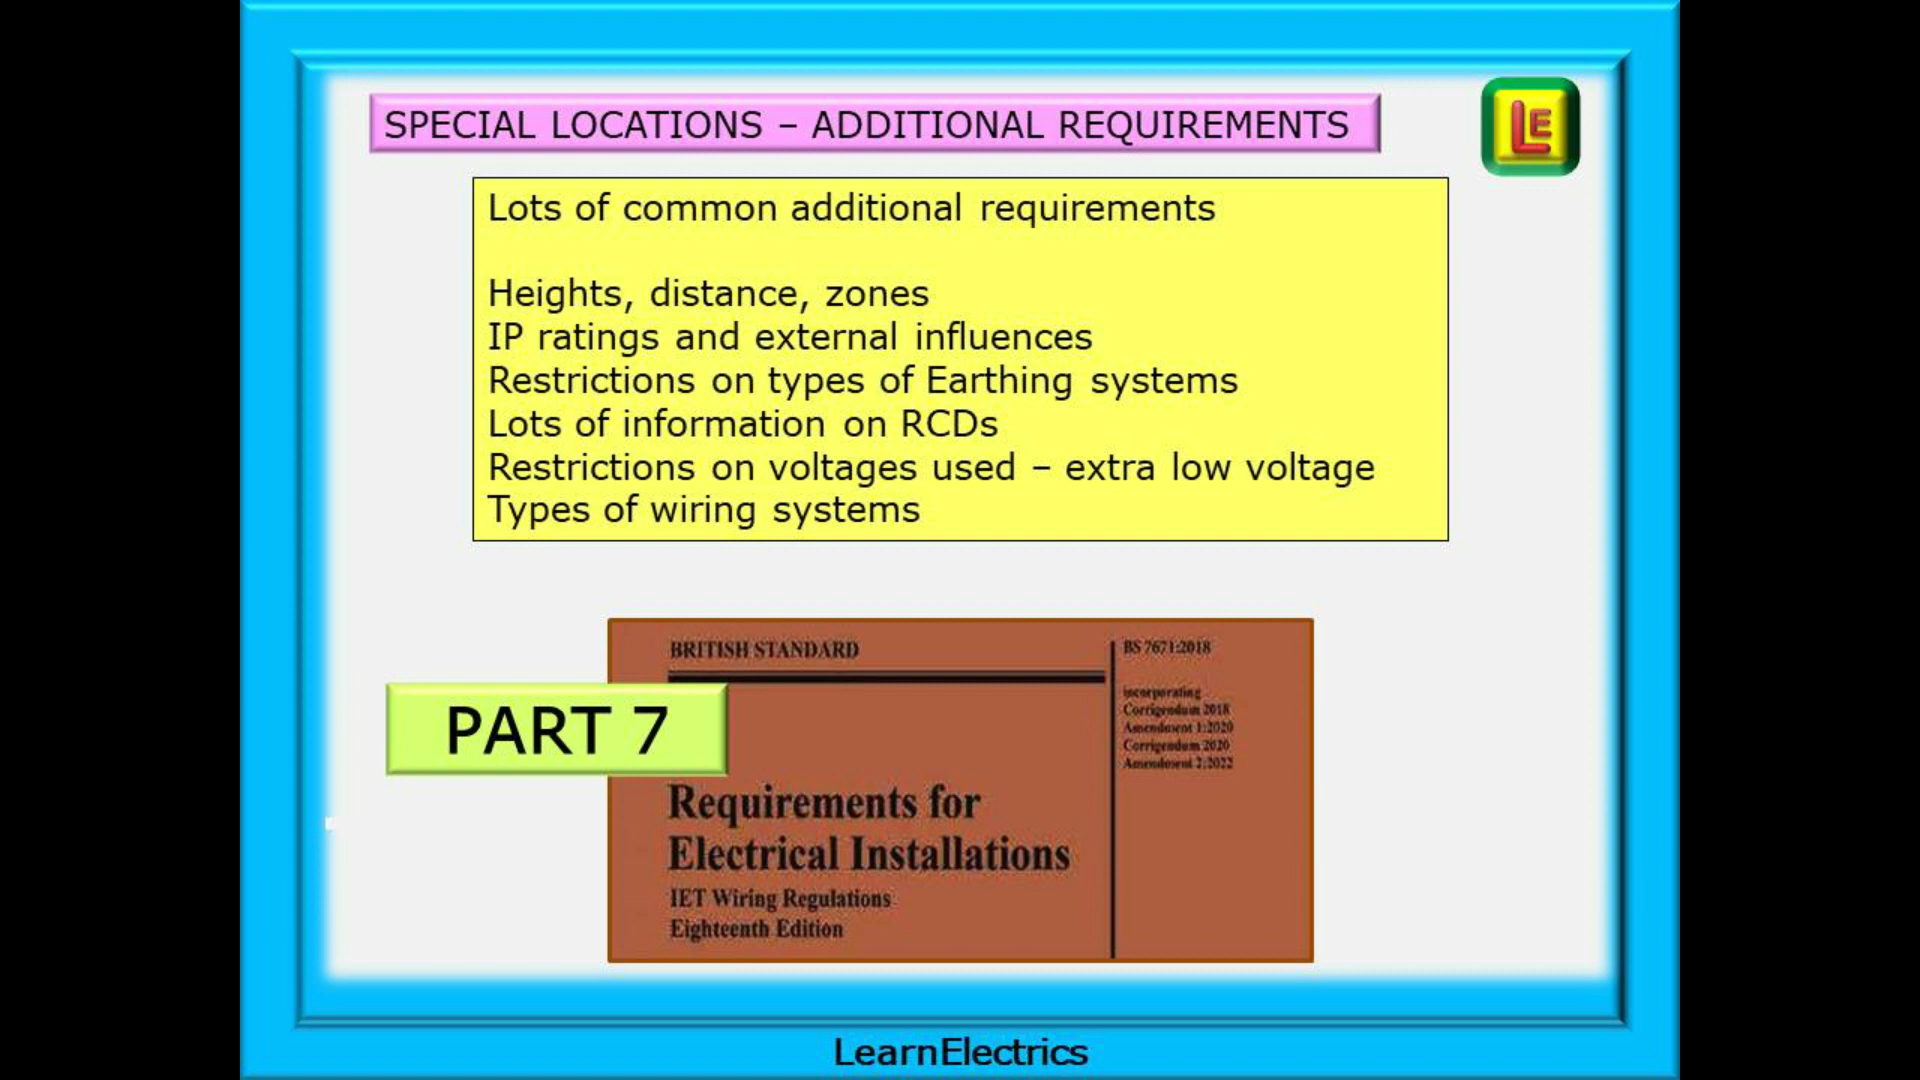 SPECIAL LOCATIONS – ADDITIONAL REQUIREMENTS
LE
Lots of common additional requirements
Heights, distance, zones
IP ratings and external influences
Restrictions on types of Earthing systems
Lots of information on RCDs
Restrictions on voltages used – extra low voltage
Types of wiring systems
BRITISH STANDARD
BS 7671:2018
incorporating
Corrigendum 2018
Amendment 1:2020
Corrigendum 2020
Amendment 2:2022
PART 7
Requirements for
Electrical Installations
IET Wiring Regulations
Eighteenth Edition
LearnElectrics